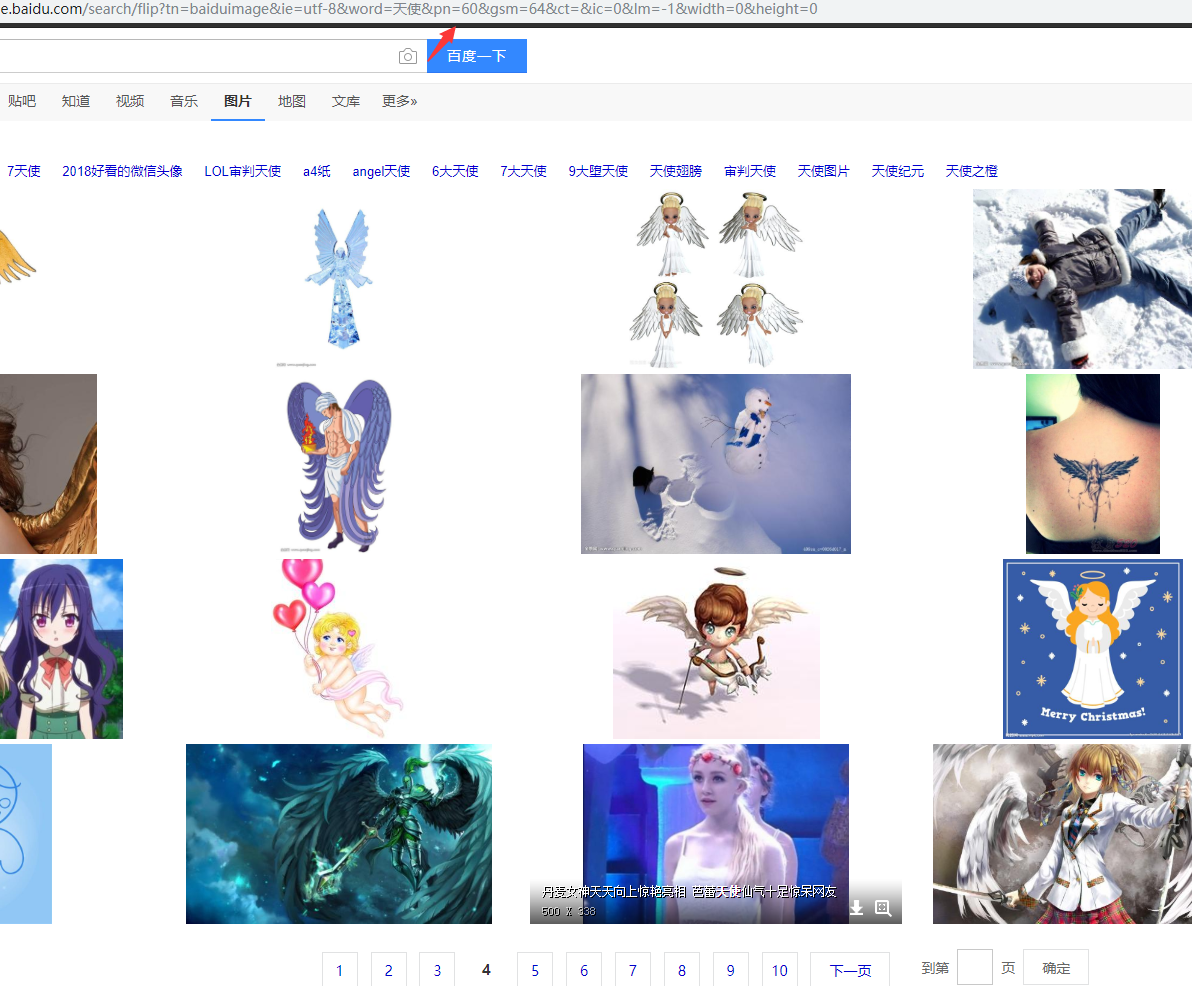 e.baidu.com/search/flip?tn=baiduimage&ie=utf-8&word=天使&pn=60&gsm=64&ct=&ic=0&lm=-1&width=0&height=0
百度一下
贴吧 知道 视频 音乐 图片 地图 文库 更多»
7天使 2018好看的微信头像 LOL审判天使 a4纸 angel天使 6大天使 7大天使 9大堕天使 天使翅膀 审判天使 天使图片 天使纪元 天使之橙
Merry Christmas!
丹麦女神天天向上惊艳亮相 芭蕾天使仙气十足惊呆网友
500 X 338
1 2 3 4 5 6 7 8 9 10 下一页 到第 页 确定